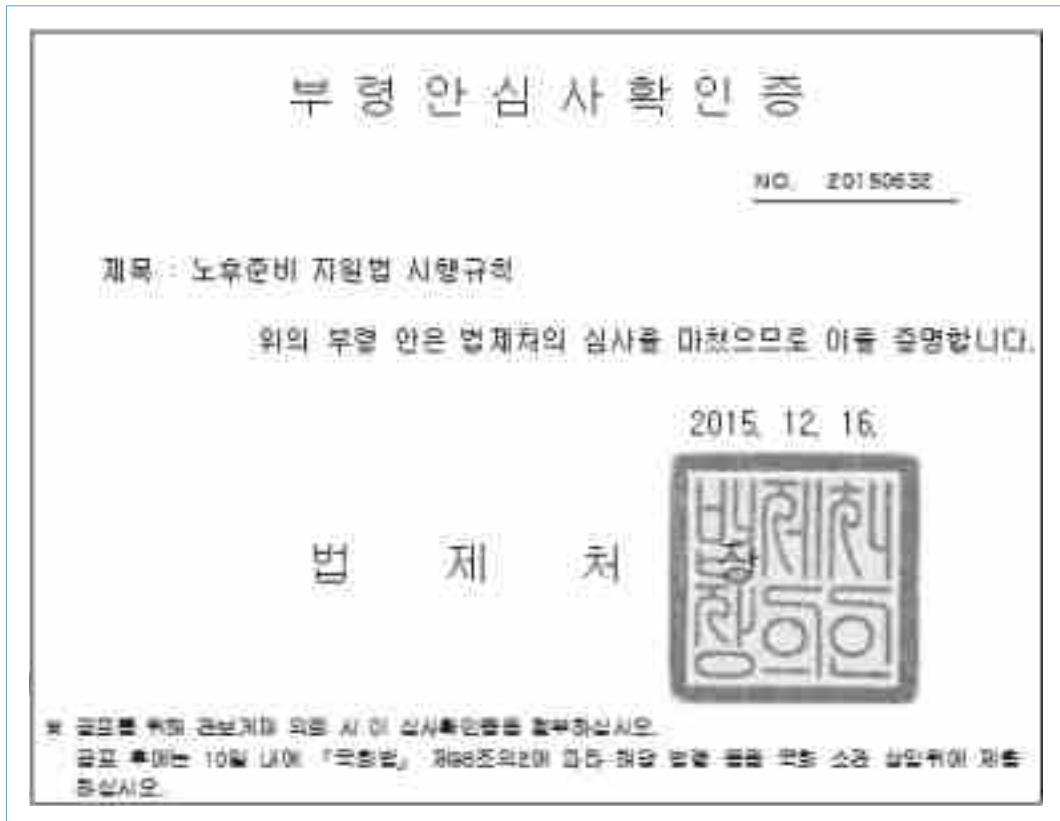 부령안심사확인증
NO. 20150632
제목 : 노후준비 지원법 시행규칙
위의 부령 안은 법제처의 심사를 마쳤으므로 이를 증명합니다.
2015. 12. 16.
법 제 처 장
법제처장의인
※ 공포를 위해 관보게재 의뢰 시 이 심사확인증을 첨부하십시오.
공포 후에는 10일 내에 「국회법」 제98조의2에 따라 해당 법령 등을 국회 소관 상임위에 제출
하십시오.